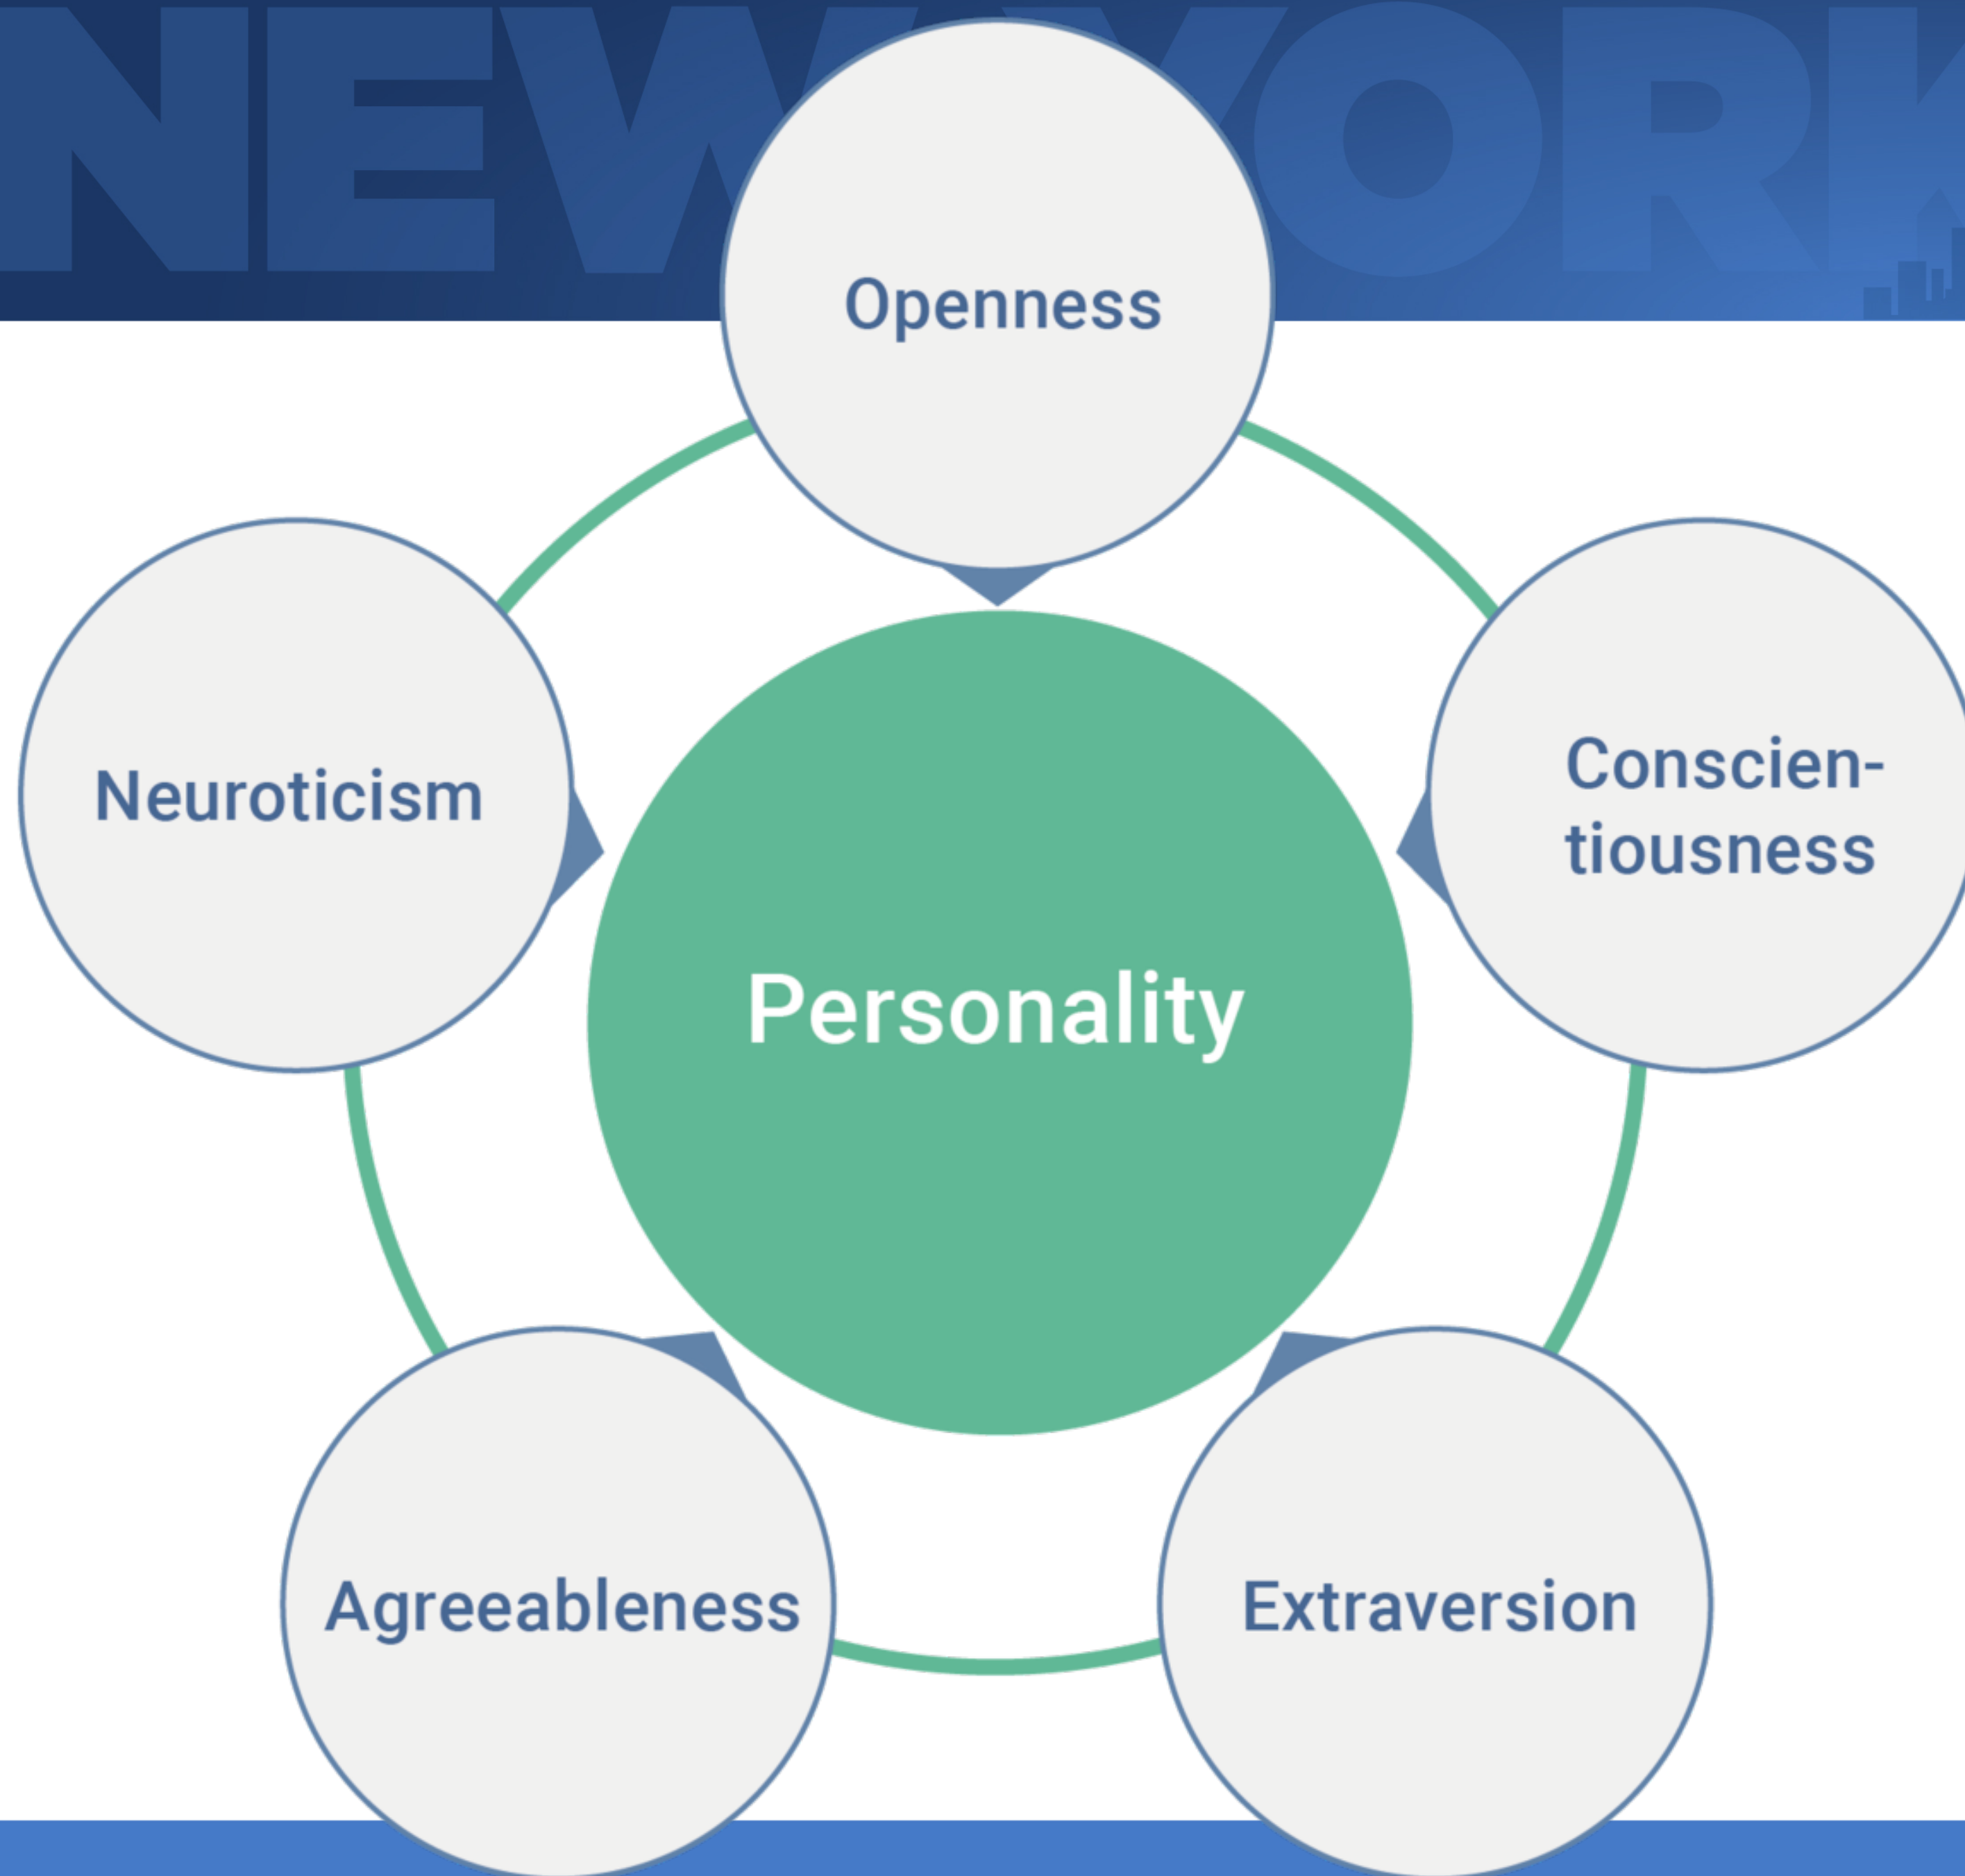 NEW YORK
Openness
Neuroticism
Conscien-
tiousness
Personality
Agreeableness
Extraversion